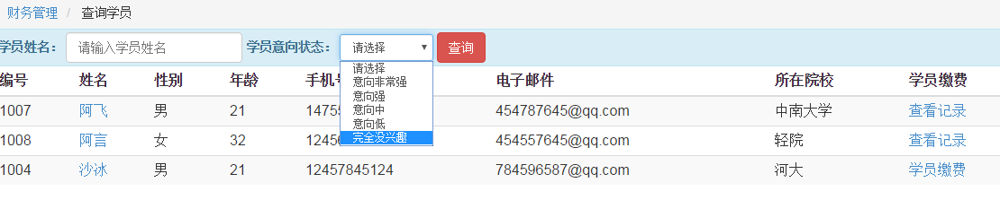 财务管理 / 查询学员
学员姓名： 请输入学员姓名 学员意向状态： 请选择 查询
请选择
意向非常强
意向强
意向中
意向低
完全没兴趣
编号 姓名 性别 年龄 手机 电子邮件 所在院校 学员缴费
1007 阿飞 男 21 1475 454787645@qq.com 中南大学 查看记录
1008 阿言 女 32 1245 454557645@qq.com 轻院 查看记录
1004 沙冰 男 21 12457845124 784596587@qq.com 河大 学员缴费